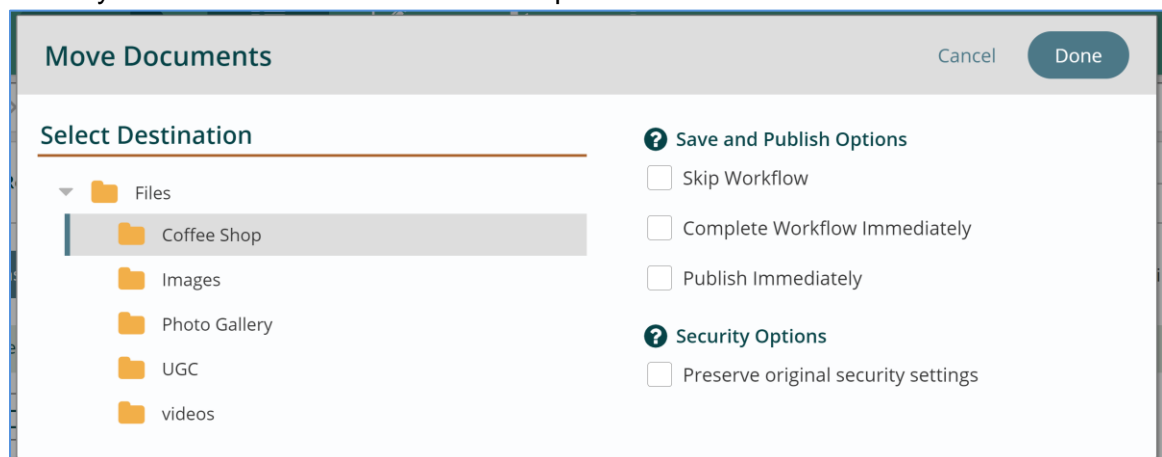 Move Documents
Cancel
Done
Select Destination
Files
Coffee Shop
Images
Photo Gallery
UGC
videos
Save and Publish Options
Skip Workflow
Complete Workflow Immediately
Publish Immediately
Security Options
Preserve original security settings